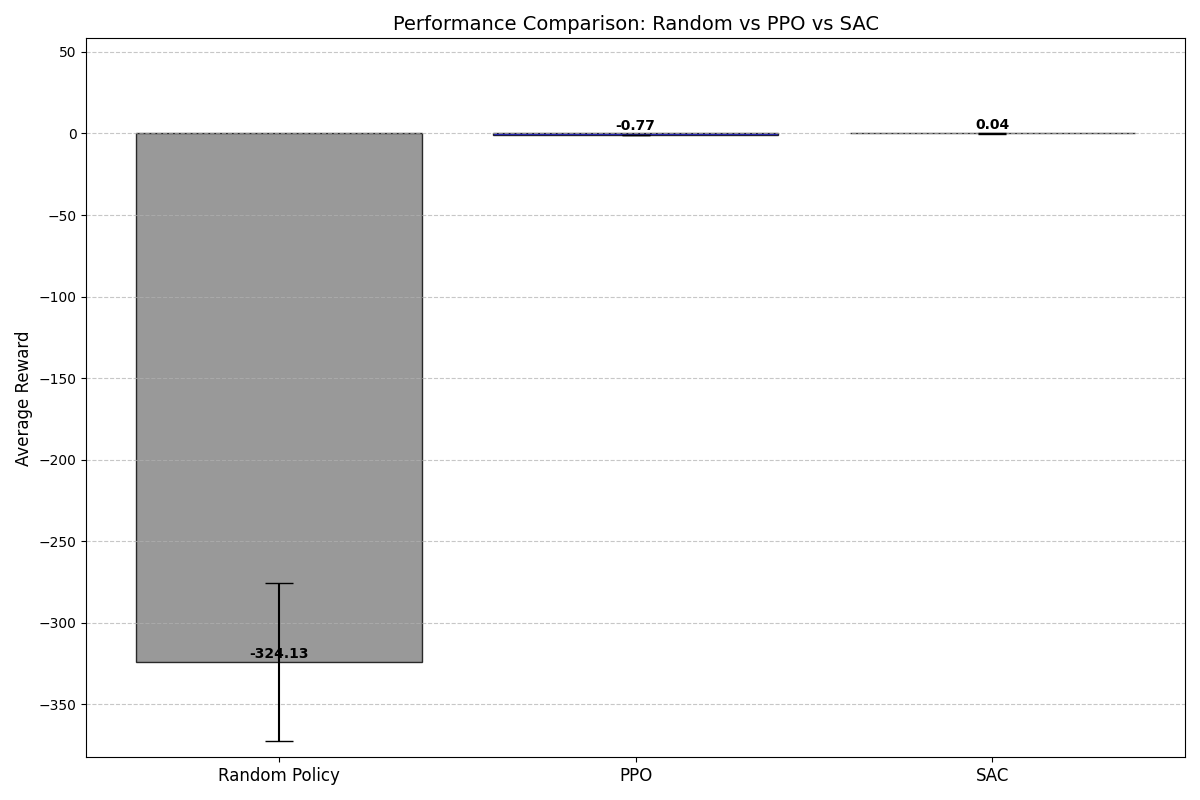 Performance Comparison: Random vs PPO vs SAC
50
0
−50
−100
−150
−200
−250
−300
−350
Average Reward
-324.13
-0.77
0.04
Random Policy
PPO
SAC